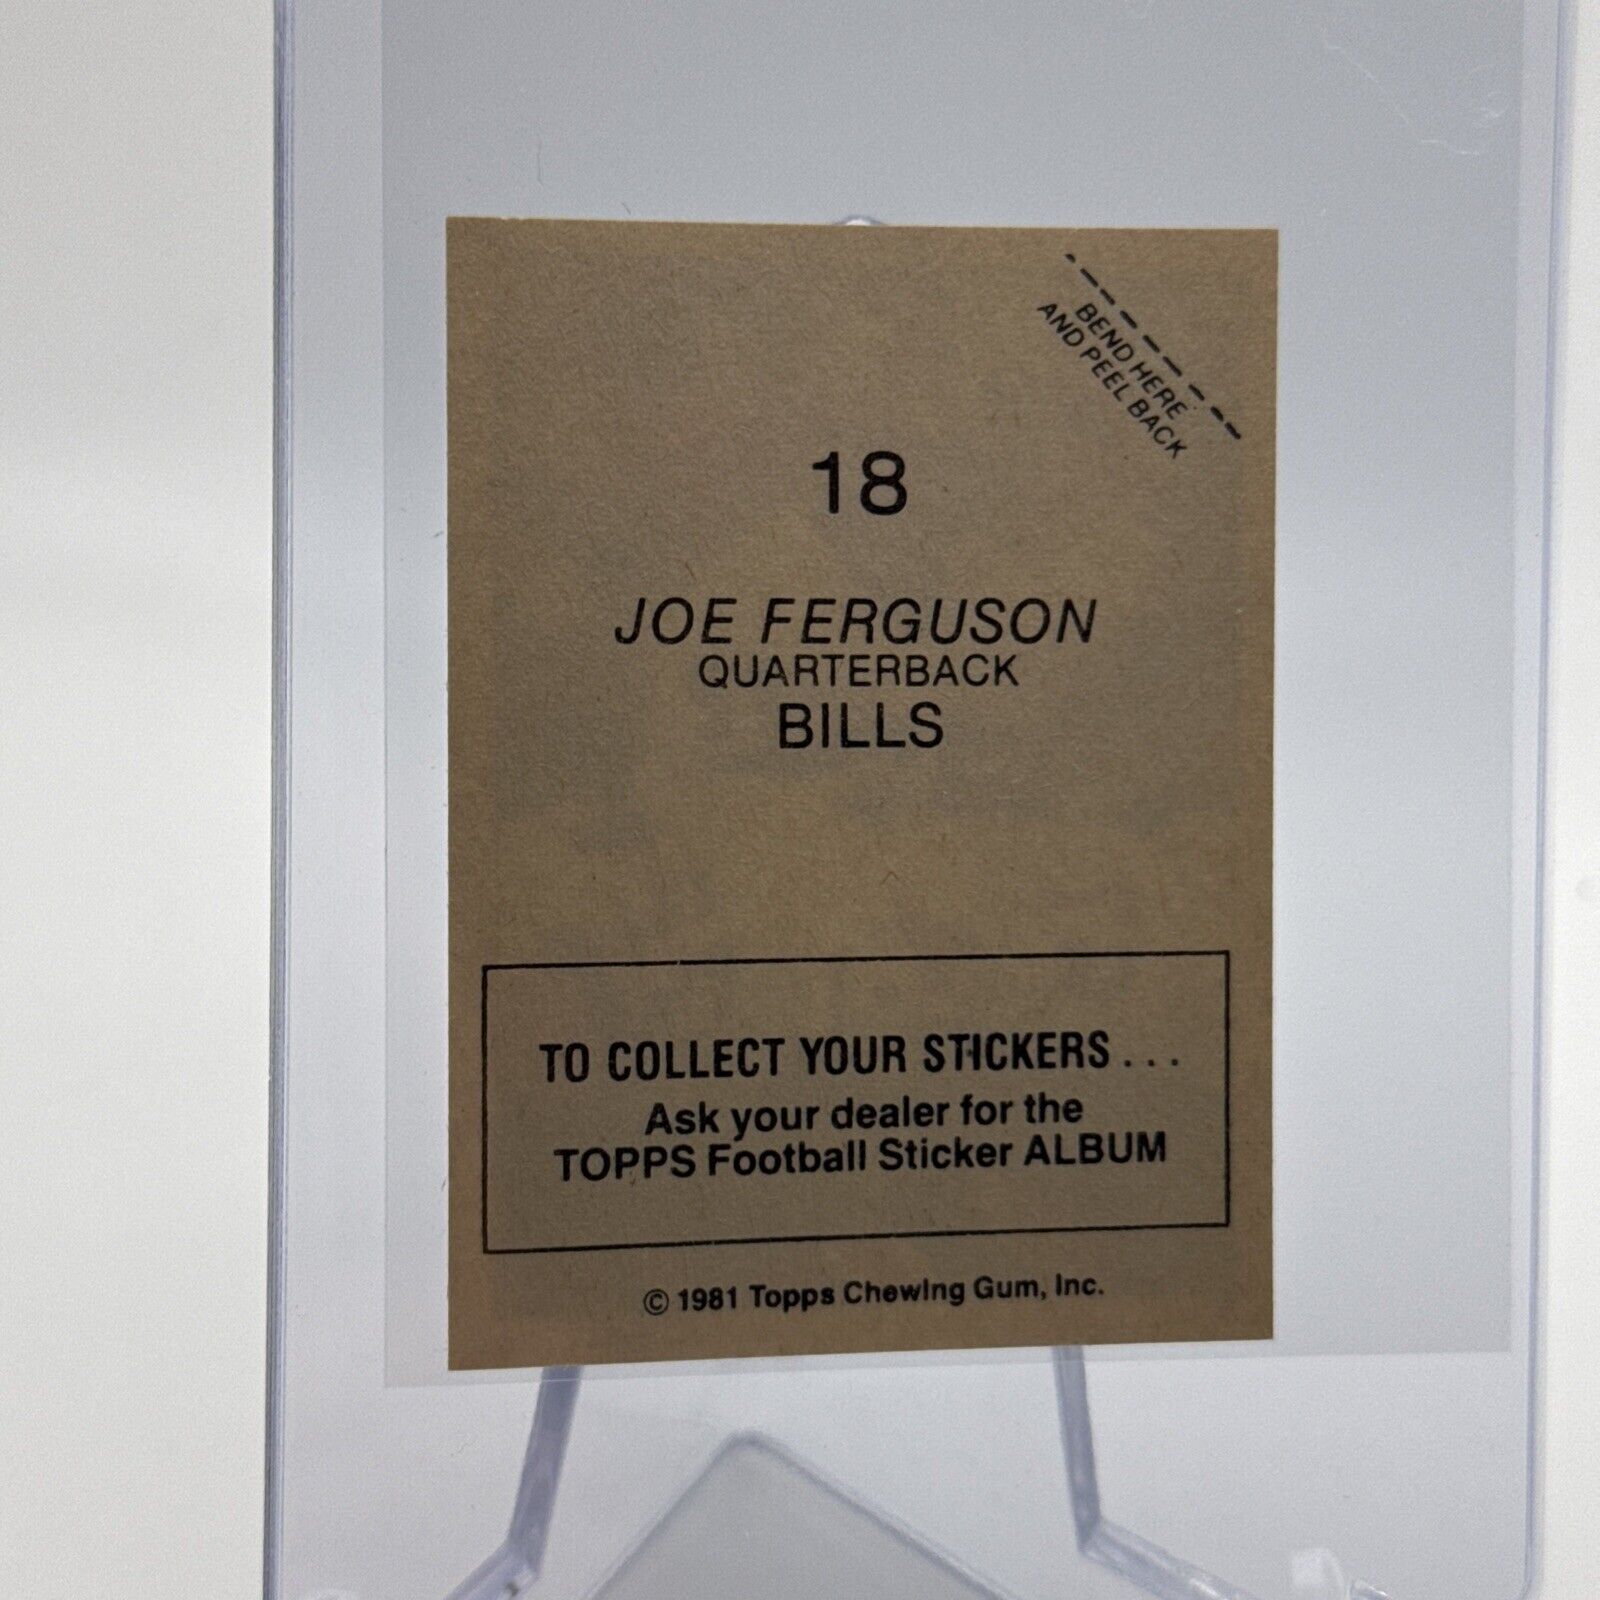 BEND HERE
AND PEEL BACK
18
JOE FERGUSON
QUARTERBACK
BILLS
TO COLLECT YOUR STICKERS . . .
Ask your dealer for the
TOPPS Football Sticker ALBUM
© 1981 Topps Chewing Gum, Inc.